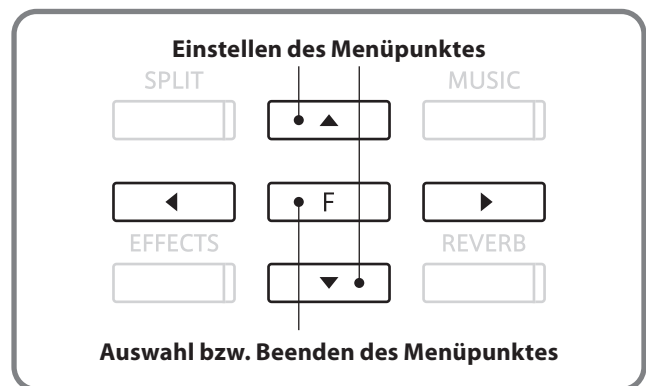 Einstellen des Menüpunktes
SPLIT MUSIC
F
EFFECTS REVERB
Auswahl bzw. Beenden des Menüpunktes